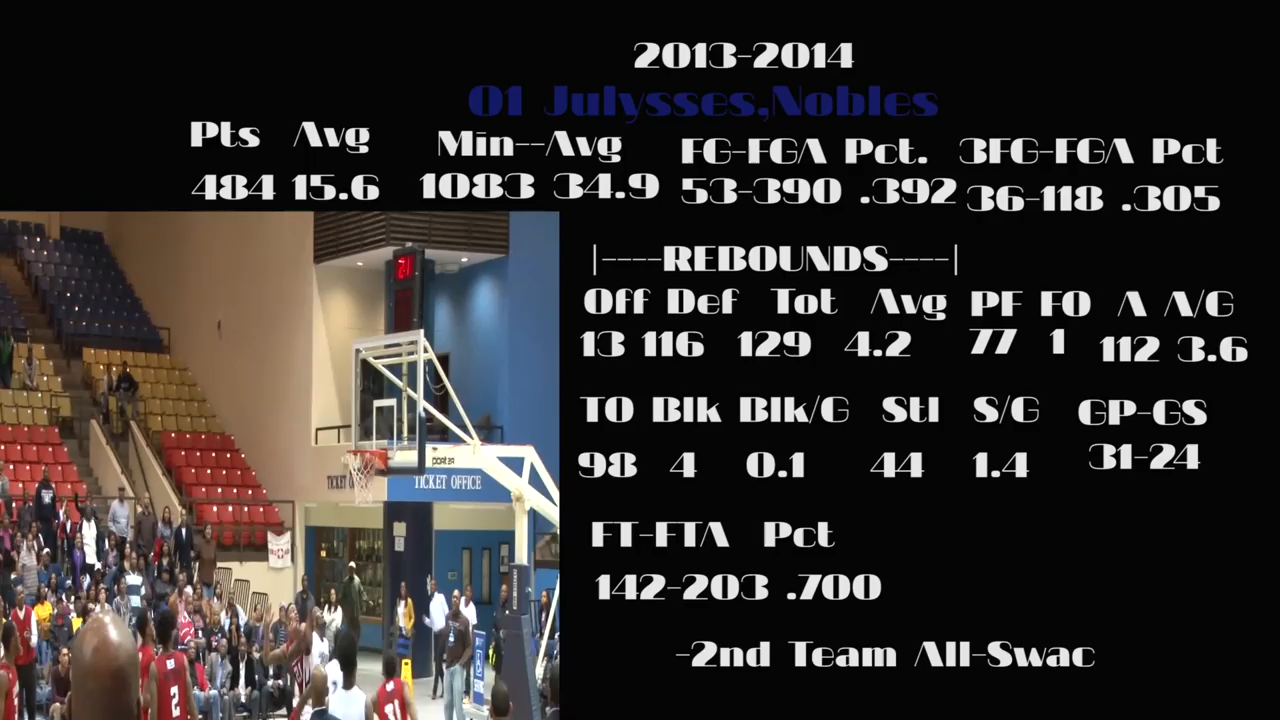 2013-2014
01 Julysses,Nobles
Pts Avg Min--Avg FG-FGA Pct. 3FG-FGA Pct
484 15.6 1083 34.9 53-390 .392 36-118 .305
|----REBOUNDS----|
Off Def Tot Avg PF FO A A/G
13 116 129 4.2 77 1 112 3.6
TO Blk Blk/G Stl S/G GP-GS
98 4 0.1 44 1.4 31-24
FT-FTA Pct
142-203 .700
-2nd Team All-Swac
porter
TICKET OFFICE
2